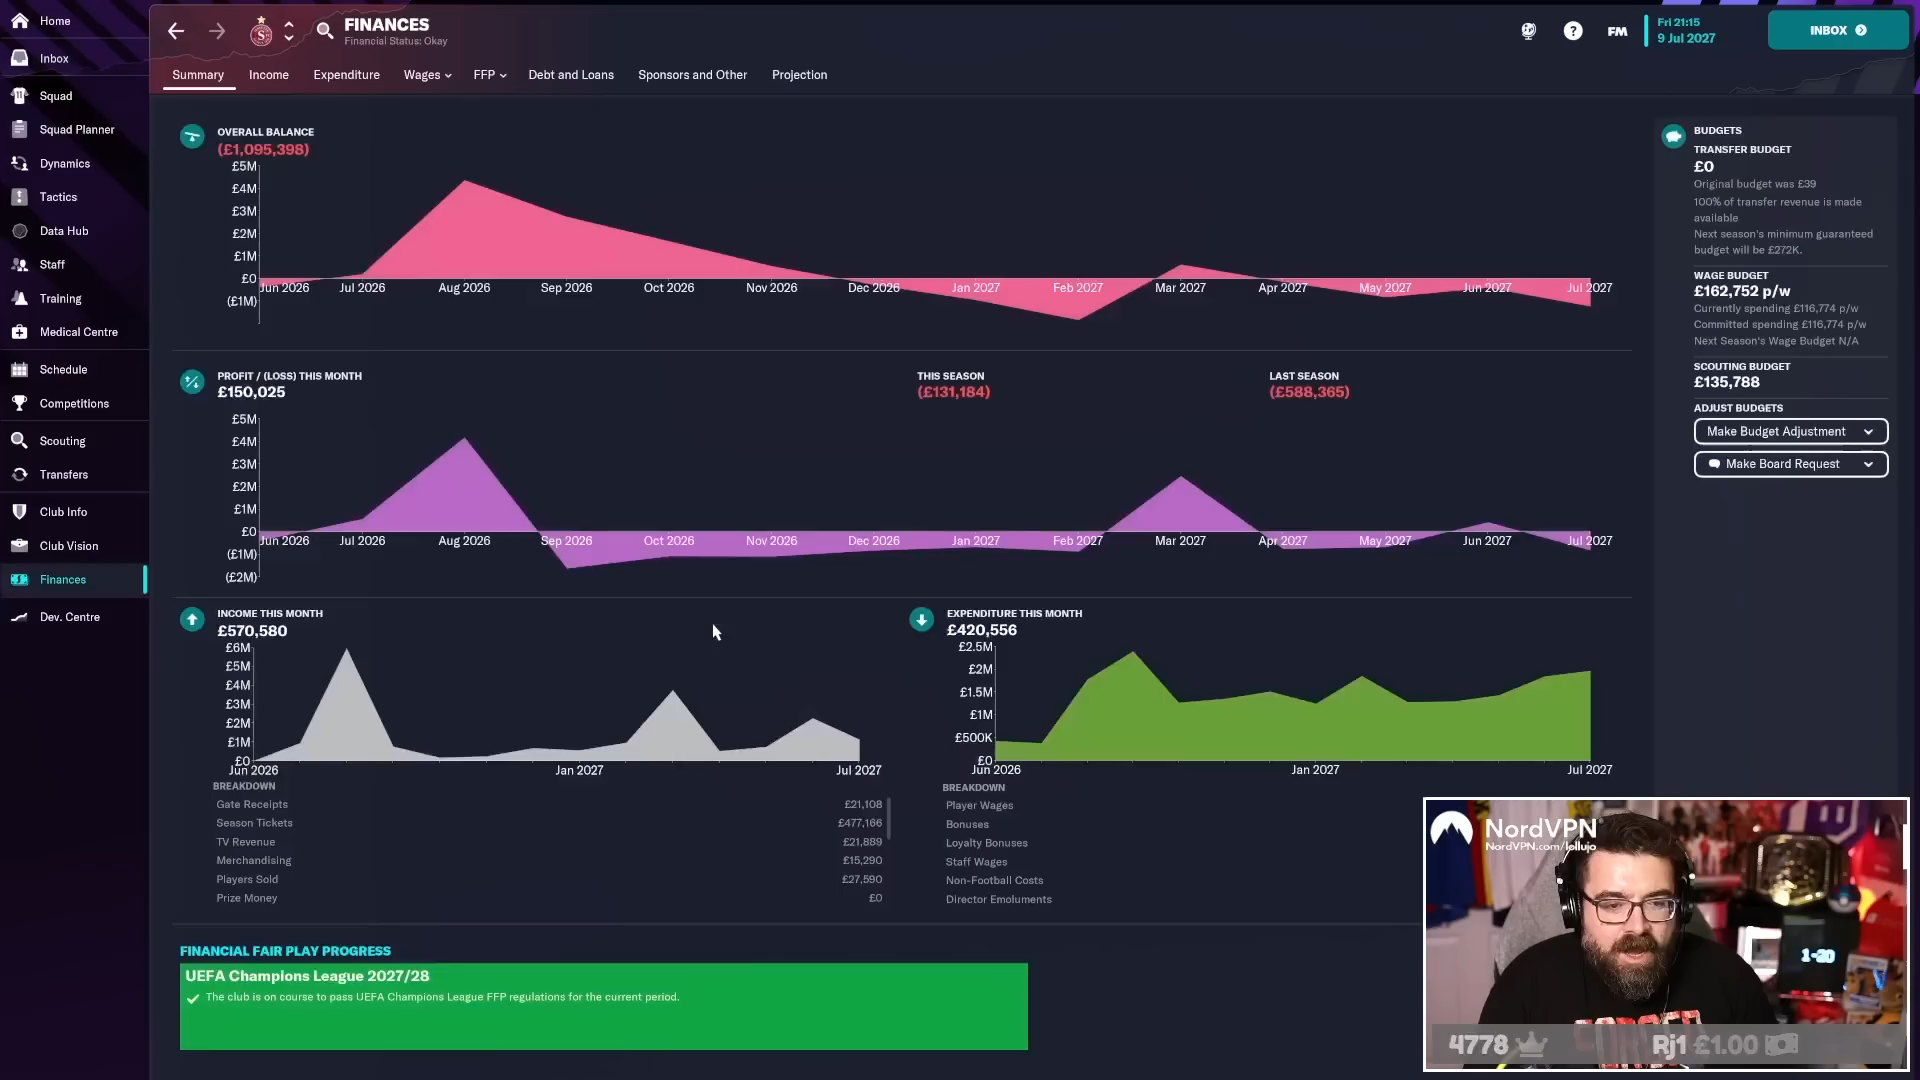 Home
Inbox
Squad
Squad Planner
Dynamics
Tactics
Data Hub
Staff
Training
Medical Centre
Schedule
Competitions
Scouting
Transfers
Club Info
Club Vision
Finances
Dev. Centre
FINANCES
Financial Status: Okay
FM
Fri 21:15
9 Jul 2027
INBOX
Summary
Income
Expenditure
Wages
FFP
Debt and Loans
Sponsors and Other
Projection
OVERALL BALANCE
(£1,095,398)
£5M
£4M
£3M
£2M
£1M
£0
(£1M)
Jun 2026 Jul 2026 Aug 2026 Sep 2026 Oct 2026 Nov 2026 Dec 2026 Jan 2027 Feb 2027 Mar 2027 Apr 2027 May 2027 Jun 2027 Jul 2027
PROFIT / (LOSS) THIS MONTH
£150,025
THIS SEASON
(£131,184)
LAST SEASON
(£588,365)
£5M
£4M
£3M
£2M
£1M
£0
(£1M)
(£2M)
Jun 2026 Jul 2026 Aug 2026 Sep 2026 Oct 2026 Nov 2026 Dec 2026 Jan 2027 Feb 2027 Mar 2027 Apr 2027 May 2027 Jun 2027 Jul 2027
INCOME THIS MONTH
£570,580
£6M
£5M
£4M
£3M
£2M
£1M
£0
Jun 2026 Jan 2027 Jul 2027
BREAKDOWN
Gate Receipts £21,108
Season Tickets £477,166
TV Revenue £21,889
Merchandising £15,290
Players Sold £27,590
Prize Money £0
EXPENDITURE THIS MONTH
£420,556
£2.5M
£2M
£1.5M
£1M
£500K
£0
Jun 2026 Jan 2027 Jul 2027
BREAKDOWN
Player Wages
Bonuses
Loyalty Bonuses
Staff Wages
Non-Football Costs
Director Emoluments
FINANCIAL FAIR PLAY PROGRESS
UEFA Champions League 2027/28
The club is on course to pass UEFA Champions League FFP regulations for the current period.
BUDGETS
TRANSFER BUDGET
£0
Original budget was £39
100% of transfer revenue is made
available
Next season's minimum guaranteed
budget will be £272K.
WAGE BUDGET
£162,752 p/w
Currently spending £116,774 p/w
Committed spending £116,774 p/w
Next Season's Wage Budget N/A
SCOUTING BUDGET
£135,788
ADJUST BUDGETS
Make Budget Adjustment
Make Board Request
NordVPN
NordVPN.com/lollujo
1-20
4778
Rj1 £1.00